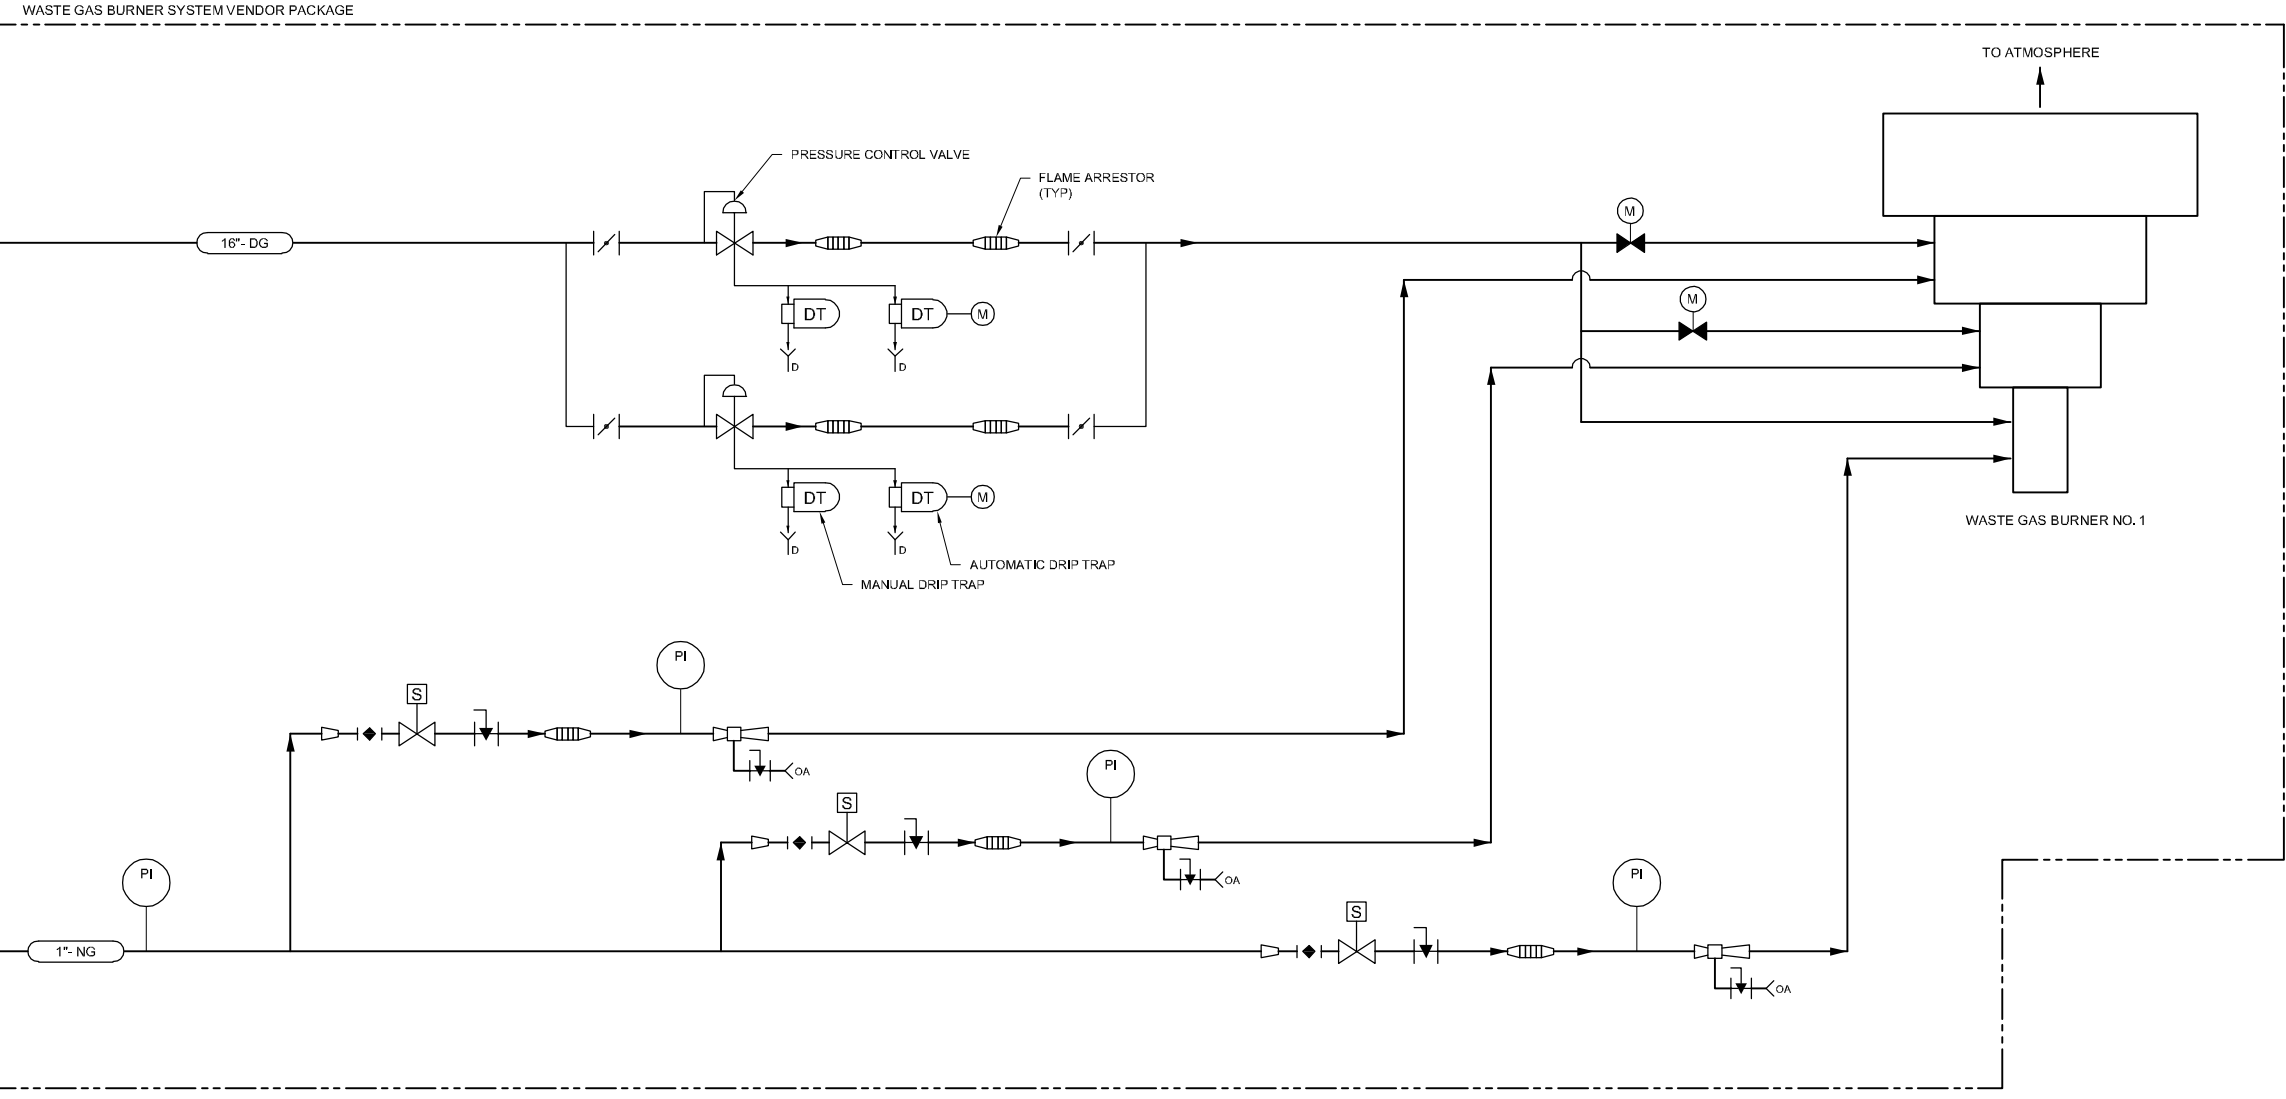 WASTE GAS BURNER SYSTEM VENDOR PACKAGE
TO ATMOSPHERE
PRESSURE CONTROL VALVE
FLAME ARRESTOR
(TYP)
M
16"- DG
M
DT
DT
M
D
D
DT
DT
M
WASTE GAS BURNER NO. 1
D
D
AUTOMATIC DRIP TRAP
MANUAL DRIP TRAP
PI
S
OA
PI
S
PI
OA
PI
S
1"- NG
OA